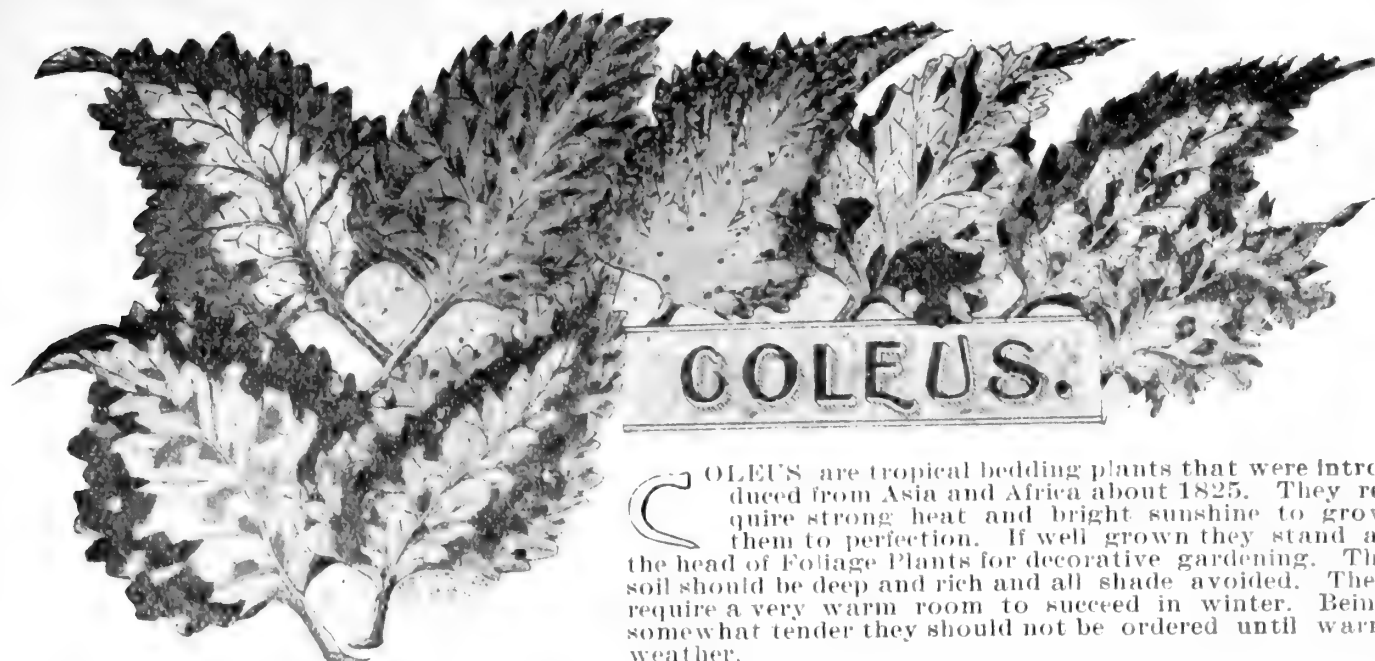 COLEUS.
COLEUS are tropical bedding plants that were intro
duced from Asia and Africa about 1825. They re
quire strong heat and bright sunshine to grow
them to perfection. If well grown they stand a
the head of Foliage Plants for decorative gardening. Th
soil should be deep and rich and all shade avoided. The
require a very warm room to succeed in winter. Bein
somewhat tender they should not be ordered until warm
weather.